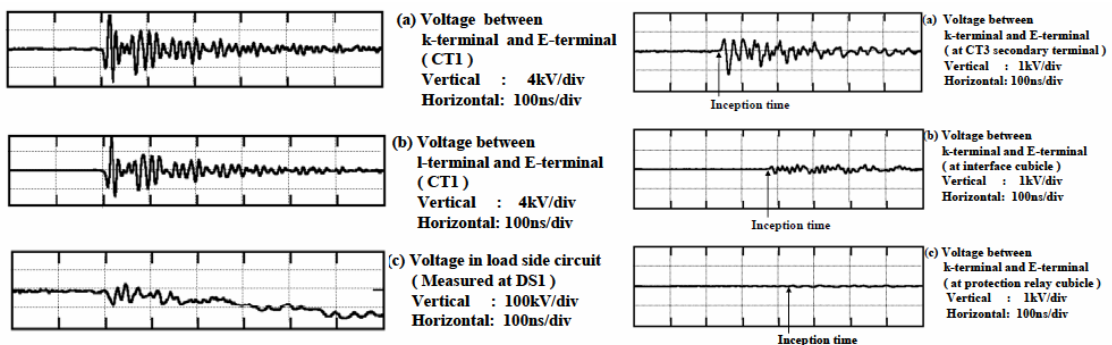 (a) Voltage between
k-terminal and E-terminal
( CT1 )
Vertical : 4kV/div
Horizontal: 100ns/div
(b) Voltage between
l-terminal and E-terminal
( CT1 )
Vertical : 4kV/div
Horizontal: 100ns/div
(c) Voltage in load side circuit
( Measured at DS1 )
Vertical : 100kV/div
Horizontal: 100ns/div
(a) Voltage between
k-terminal and E-terminal
( at CT3 secondary terminal )
Vertical : 1kV/div
Horizontal: 100ns/div
Inception time
(b) Voltage between
k-terminal and E-terminal
( at interface cubicle )
Vertical : 1kV/div
Horizontal: 100ns/div
Inception time
(c) Voltage between
k-terminal and E-terminal
( at protection relay cubicle )
Vertical : 1kV/div
Horizontal: 100ns/div
Inception time